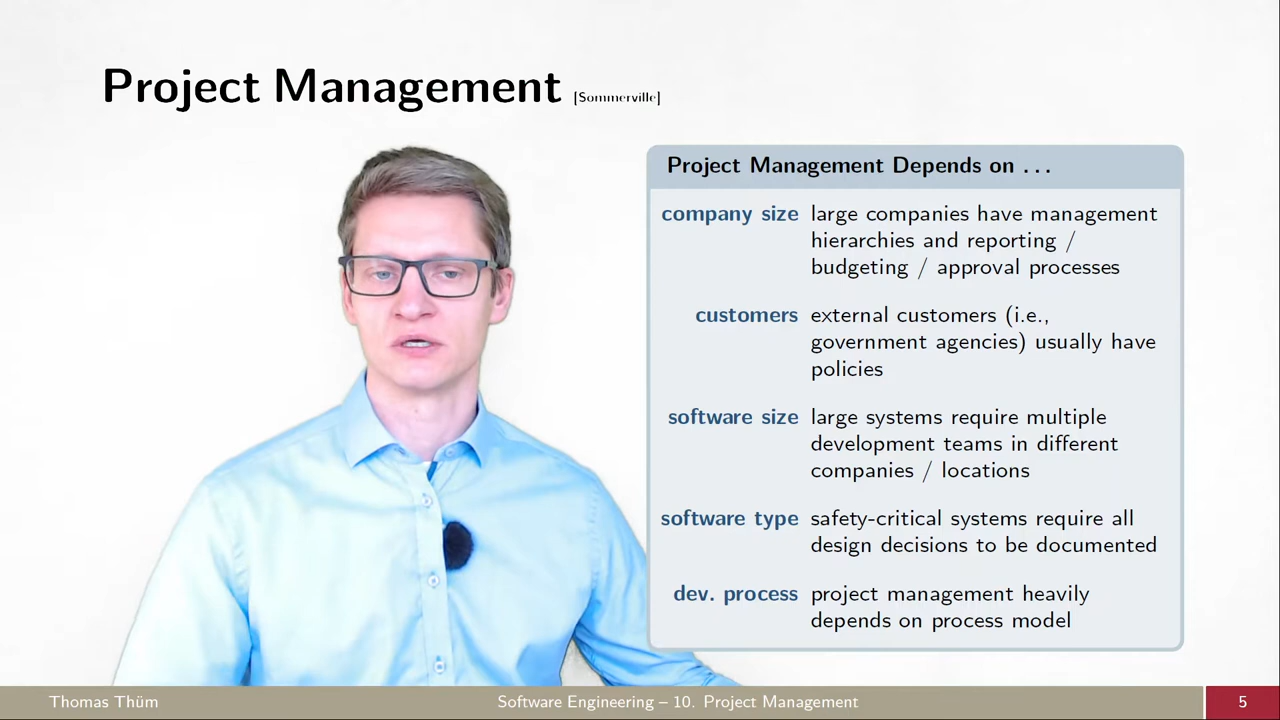 Project Management [Sommerville]
Project Management Depends on ...
company size large companies have management
hierarchies and reporting /
budgeting / approval processes
customers external customers (i.e.,
government agencies) usually have
policies
software size large systems require multiple
development teams in different
companies / locations
software type safety-critical systems require all
design decisions to be documented
dev. process project management heavily
depends on process model
Thomas Thüm Software Engineering – 10. Project Management 5